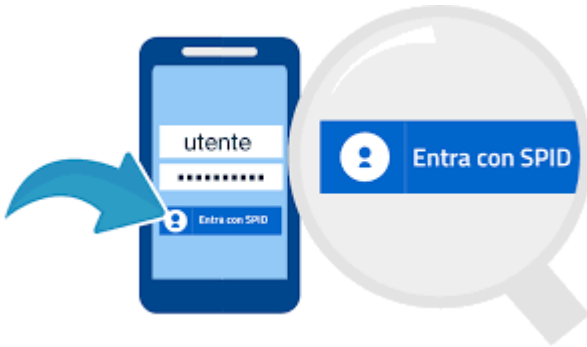 utente
••••••••••
Entra con SPID
Entra con SPID